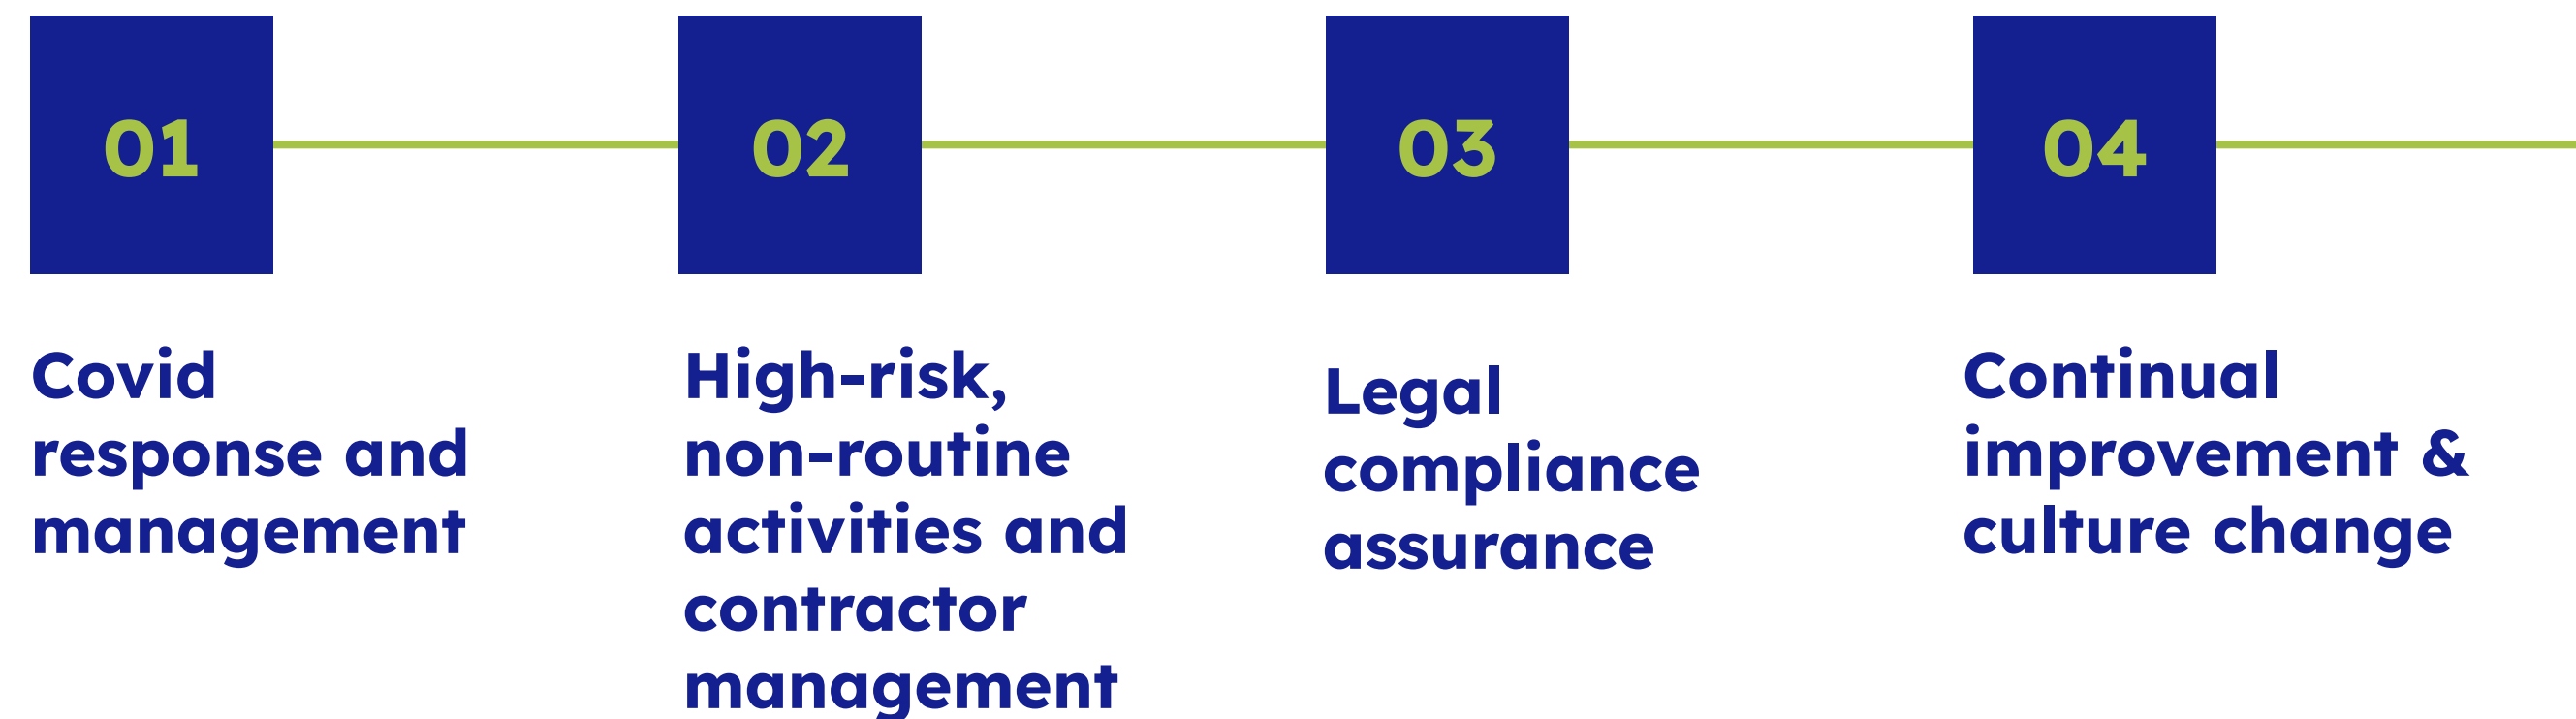 01
Covid
response and
management
02
High-risk,
non-routine
activities and
contractor
management
03
Legal
compliance
assurance
04
Continual
improvement &
culture change